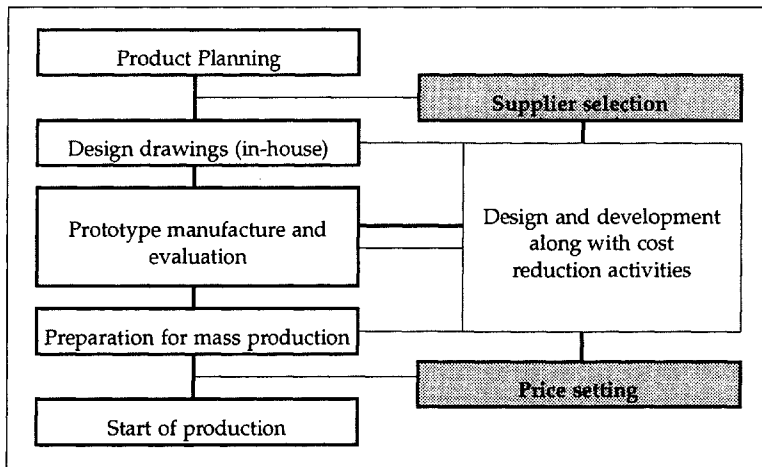 Product Planning
Supplier selection
Design drawings (in-house)
Prototype manufacture and
evaluation
Design and development
along with cost
reduction activities
Preparation for mass production
Price setting
Start of production